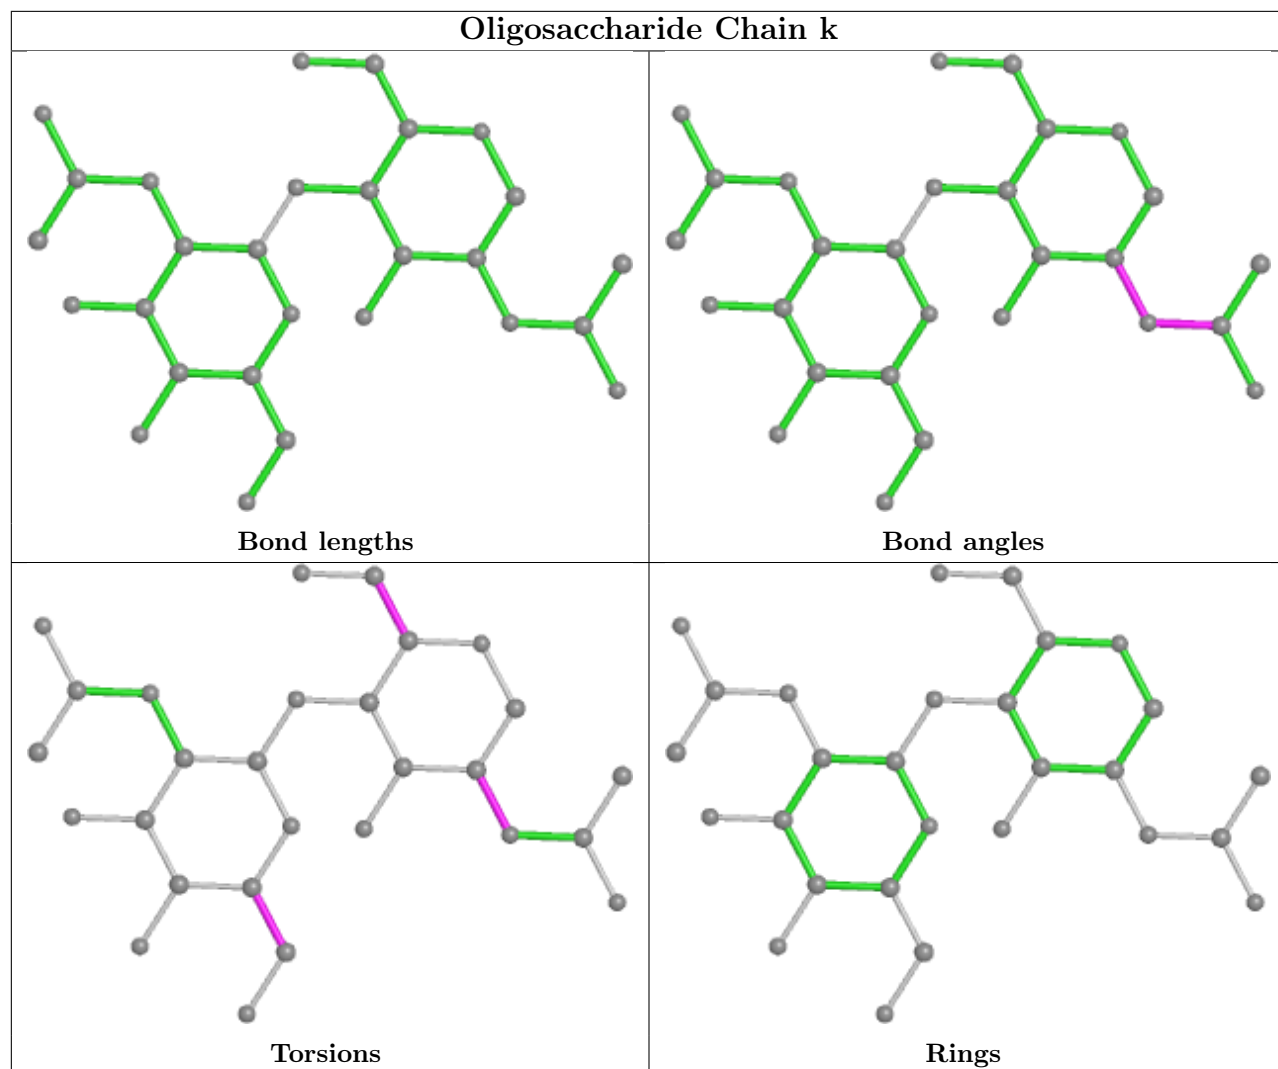 Oligosaccharide Chain k
Bond lengths
Bond angles
Torsions
Rings